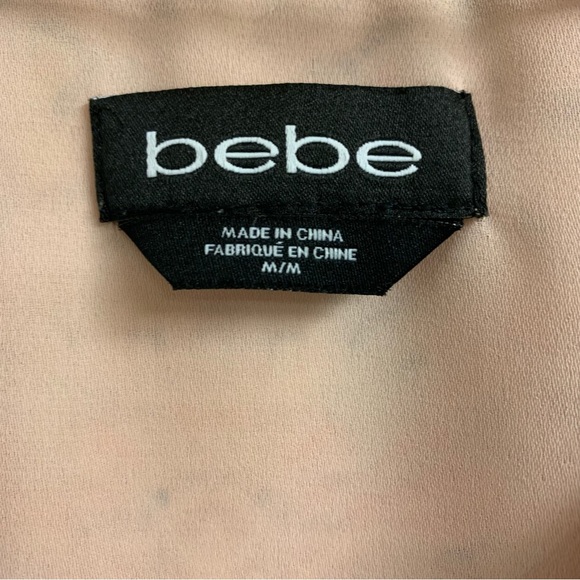 bebe
MADE IN CHINA
FABRIQUÉ EN CHINE
M/M